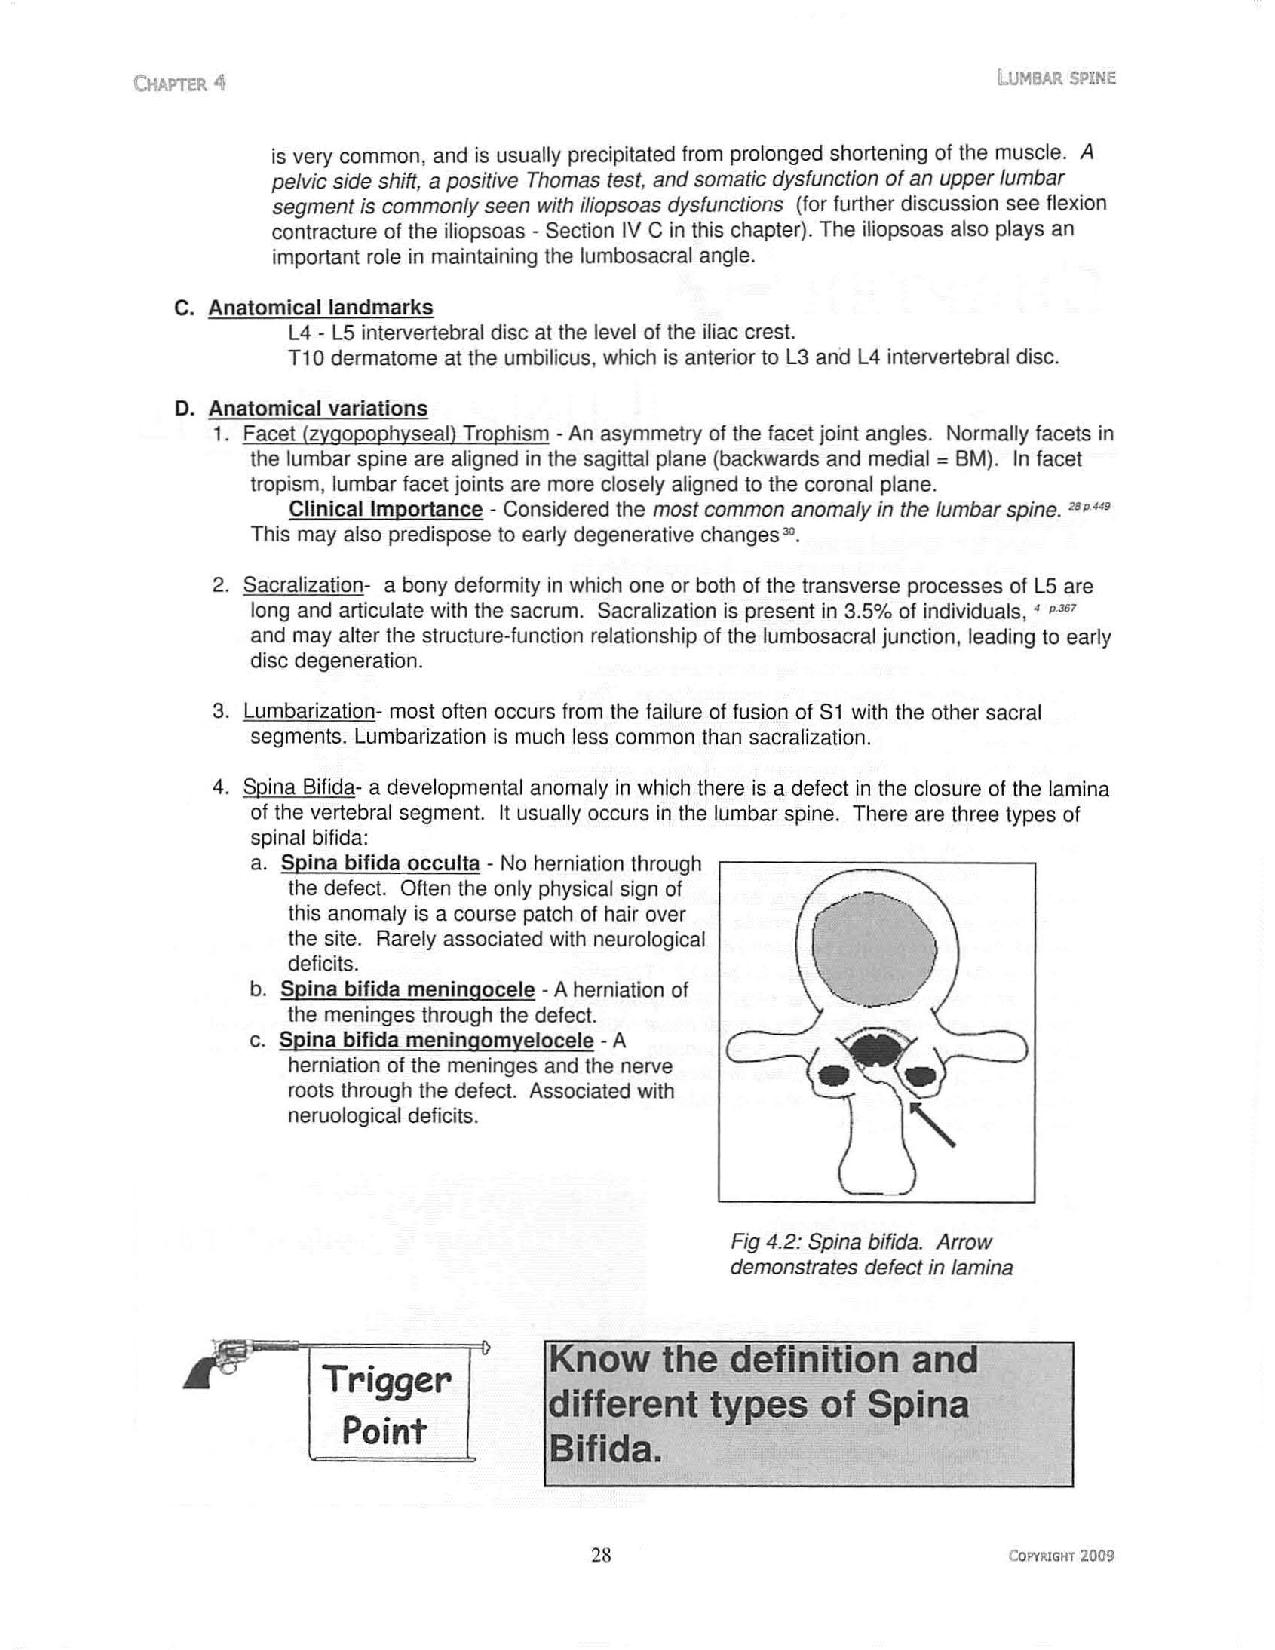 CHAPTER 4
LUMBAR SPINE
is very common, and is usually precipitated from prolonged shortening of the muscle. A
pelvic side shift, a positive Thomas test, and somatic dysfunction of an upper lumbar
segment is commonly seen with iliopsoas dysfunctions (for further discussion see flexion
contracture of the iliopsoas - Section IV C in this chapter). The iliopsoas also plays an
important role in maintaining the lumbosacral angle.
C. Anatomical landmarks
L4 - L5 intervertebral disc at the level of the iliac crest.
T10 dermatome at the umbilicus, which is anterior to L3 and L4 intervertebral disc.
D. Anatomical variations
1. Facet (zygopophyseal) Trophism - An asymmetry of the facet joint angles. Normally facets in
the lumbar spine are aligned in the sagittal plane (backwards and medial = BM). In facet
tropism, lumbar facet joints are more closely aligned to the coronal plane.
Clinical Importance - Considered the most common anomaly in the lumbar spine. 28 p.449
This may also predispose to early degenerative changes 30.
2. Sacralization- a bony deformity in which one or both of the transverse processes of L5 are
long and articulate with the sacrum. Sacralization is present in 3.5% of individuals, 4 p.367
and may alter the structure-function relationship of the lumbosacral junction, leading to early
disc degeneration.
3. Lumbarization- most often occurs from the failure of fusion of S1 with the other sacral
segments. Lumbarization is much less common than sacralization.
4. Spina Bifida- a developmental anomaly in which there is a defect in the closure of the lamina
of the vertebral segment. It usually occurs in the lumbar spine. There are three types of
spinal bifida:
a. Spina bifida occulta - No herniation through
the defect. Often the only physical sign of
this anomaly is a course patch of hair over
the site. Rarely associated with neurological
deficits.
b. Spina bifida meningocele - A herniation of
the meninges through the defect.
c. Spina bifida meningomyelocele - A
herniation of the meninges and the nerve
roots through the defect. Associated with
neruological deficits.
Fig 4.2: Spina bifida. Arrow
demonstrates defect in lamina
Trigger
Point
Know the definition and
different types of Spina
Bifida.
28
COPYRIGHT 2009